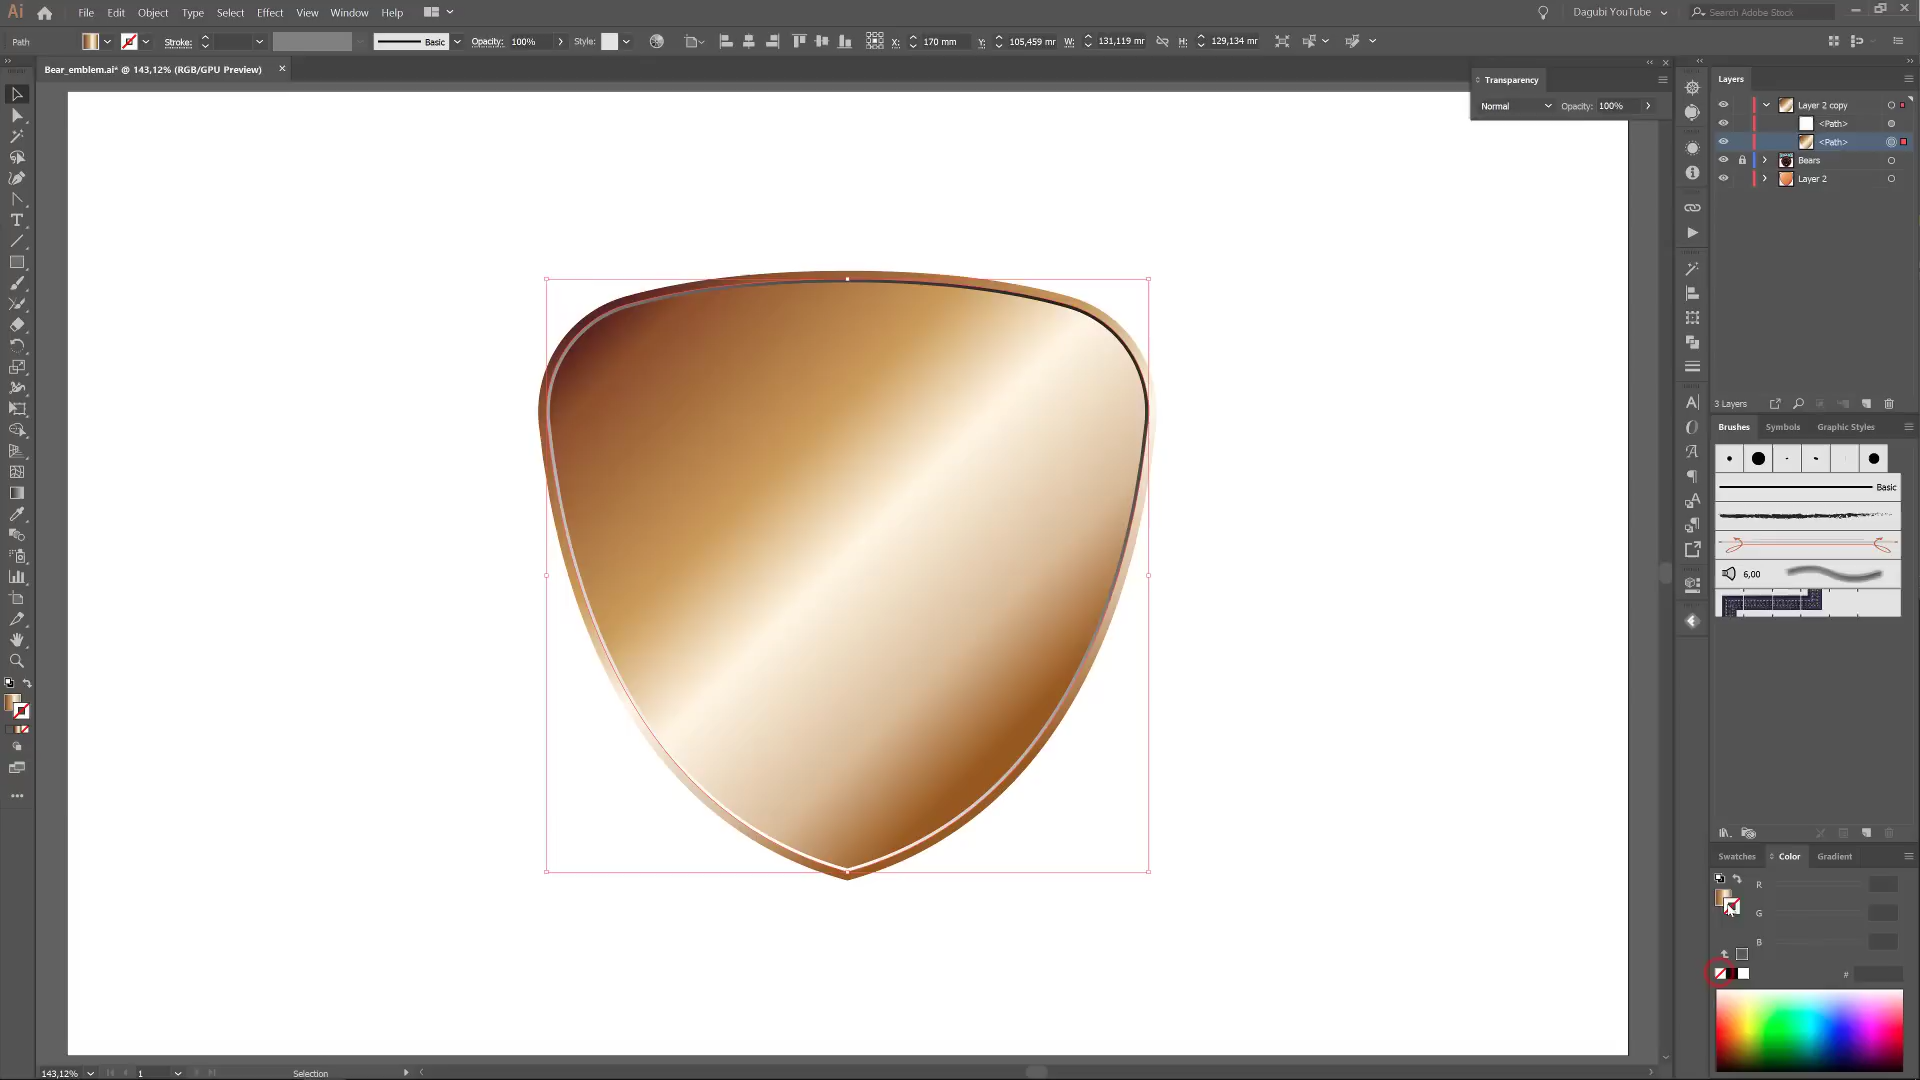 Ai File Edit Object Type Select Effect View Window Help Dagubi YouTube Search Adobe Stock
Path Stroke: Basic Opacity: 100% Style: X: 170 mm Y: 105,459 mr W: 131,119 mr H: 129,134 mr
Bear_emblem.ai* @ 143,12% (RGB/GPU Preview)
Transparency
Normal Opacity: 100%
Layers
Layer 2 copy
<Path>
<Path>
Bears
Layer 2
3 Layers
Brushes Symbols Graphic Styles
Basic
6,00
Swatches Color Gradient
R
G
B
#
143,12% 1 Selection